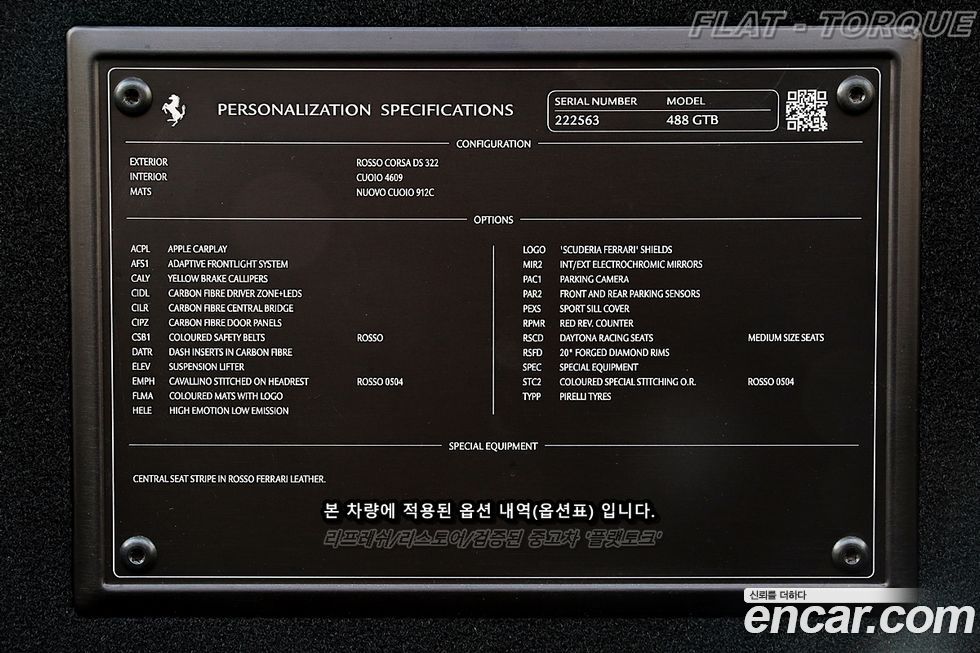 FLAT - TORQUE
PERSONALIZATION SPECIFICATIONS
SERIAL NUMBER MODEL
222563 488 GTB
CONFIGURATION
EXTERIOR ROSSO CORSA DS 322
INTERIOR CUOIO 4609
MATS NUOVO CUOIO 912C
OPTIONS
ACPL APPLE CARPLAY
AFS1 ADAPTIVE FRONTLIGHT SYSTEM
CALY YELLOW BRAKE CALLIPERS
CIDL CARBON FIBRE DRIVER ZONE+LEDS
CILR CARBON FIBRE CENTRAL BRIDGE
CIPZ CARBON FIBRE DOOR PANELS
CSB1 COLOURED SAFETY BELTS ROSSO
DATR DASH INSERTS IN CARBON FIBRE
ELEV SUSPENSION LIFTER
EMPH CAVALLINO STITCHED ON HEADREST ROSSO 0504
FLMA COLOURED MATS WITH LOGO
HELE HIGH EMOTION LOW EMISSION
LOGO 'SCUDERIA FERRARI' SHIELDS
MIR2 INT/EXT ELECTROCHROMIC MIRRORS
PAC1 PARKING CAMERA
PAR2 FRONT AND REAR PARKING SENSORS
PEXS SPORT SILL COVER
RPMR RED REV. COUNTER
RSCD DAYTONA RACING SEATS MEDIUM SIZE SEATS
RSFD 20" FORGED DIAMOND RIMS
SPEC SPECIAL EQUIPMENT
STC2 COLOURED SPECIAL STITCHING O.R. ROSSO 0504
TYPP PIRELLI TYRES
SPECIAL EQUIPMENT
CENTRAL SEAT STRIPE IN ROSSO FERRARI LEATHER.
본 차량에 적용된 옵션 내역(옵션표) 입니다.
리프레쉬/리스토어/검증된 중고차 '플랫토크'
신뢰를 더하다
encar.com